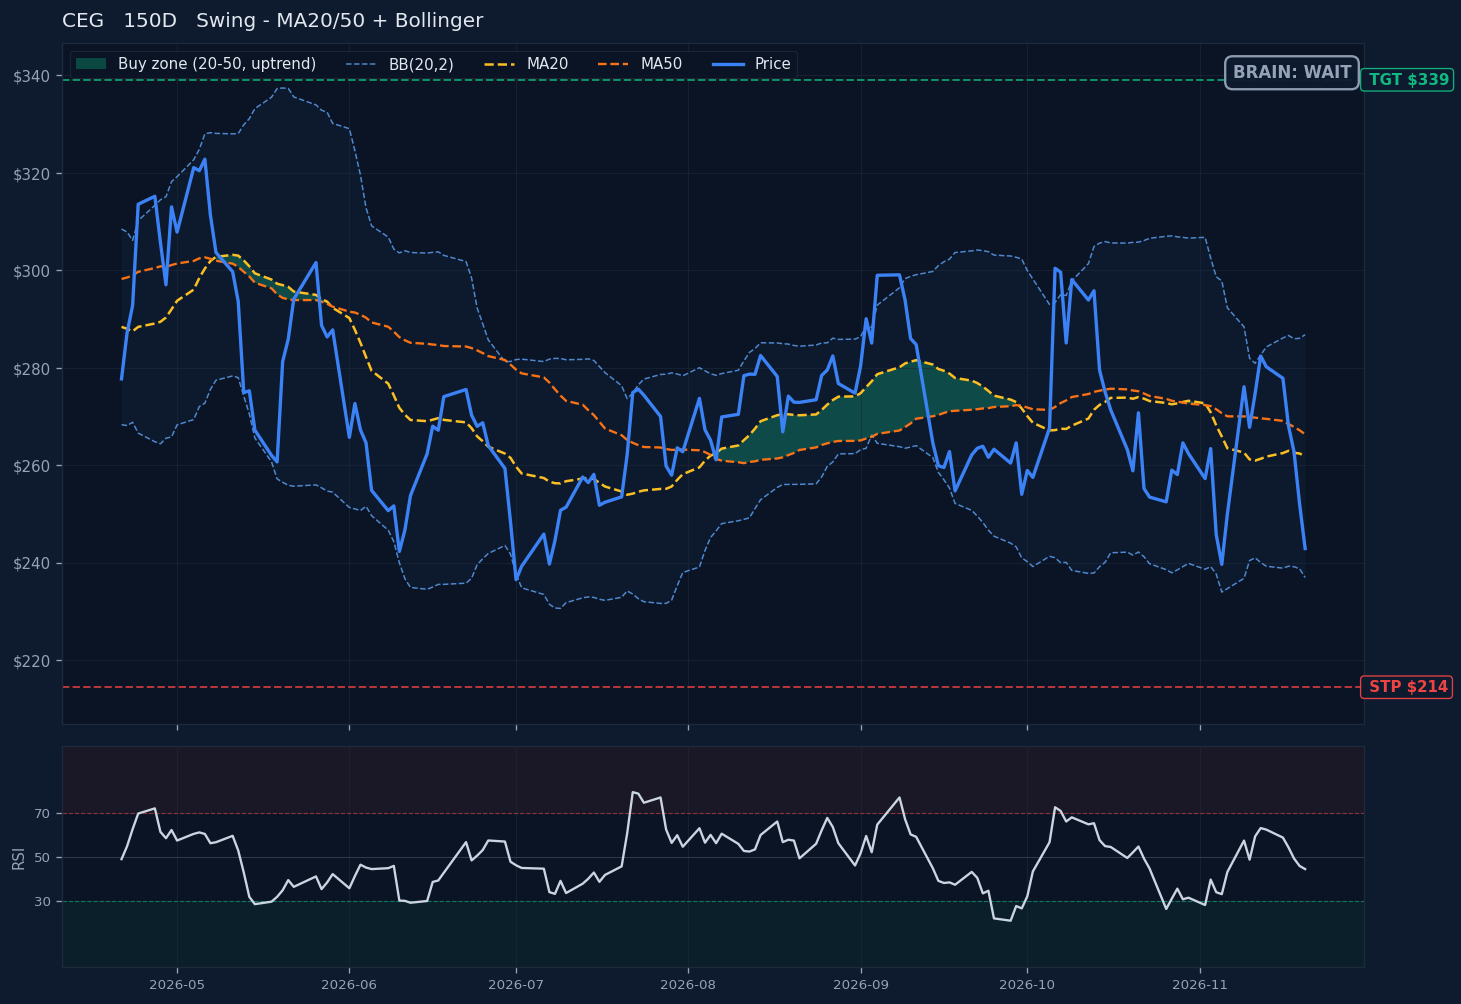 CEG 150D Swing - MA20/50 + Bollinger
Buy zone (20-50, uptrend) BB(20,2) MA20 MA50 Price
BRAIN: WAIT
TGT $339
$340
$320
$300
$280
$260
$240
$220
STP $214
RSI
70
50
30
2026-05 2026-06 2026-07 2026-08 2026-09 2026-10 2026-11